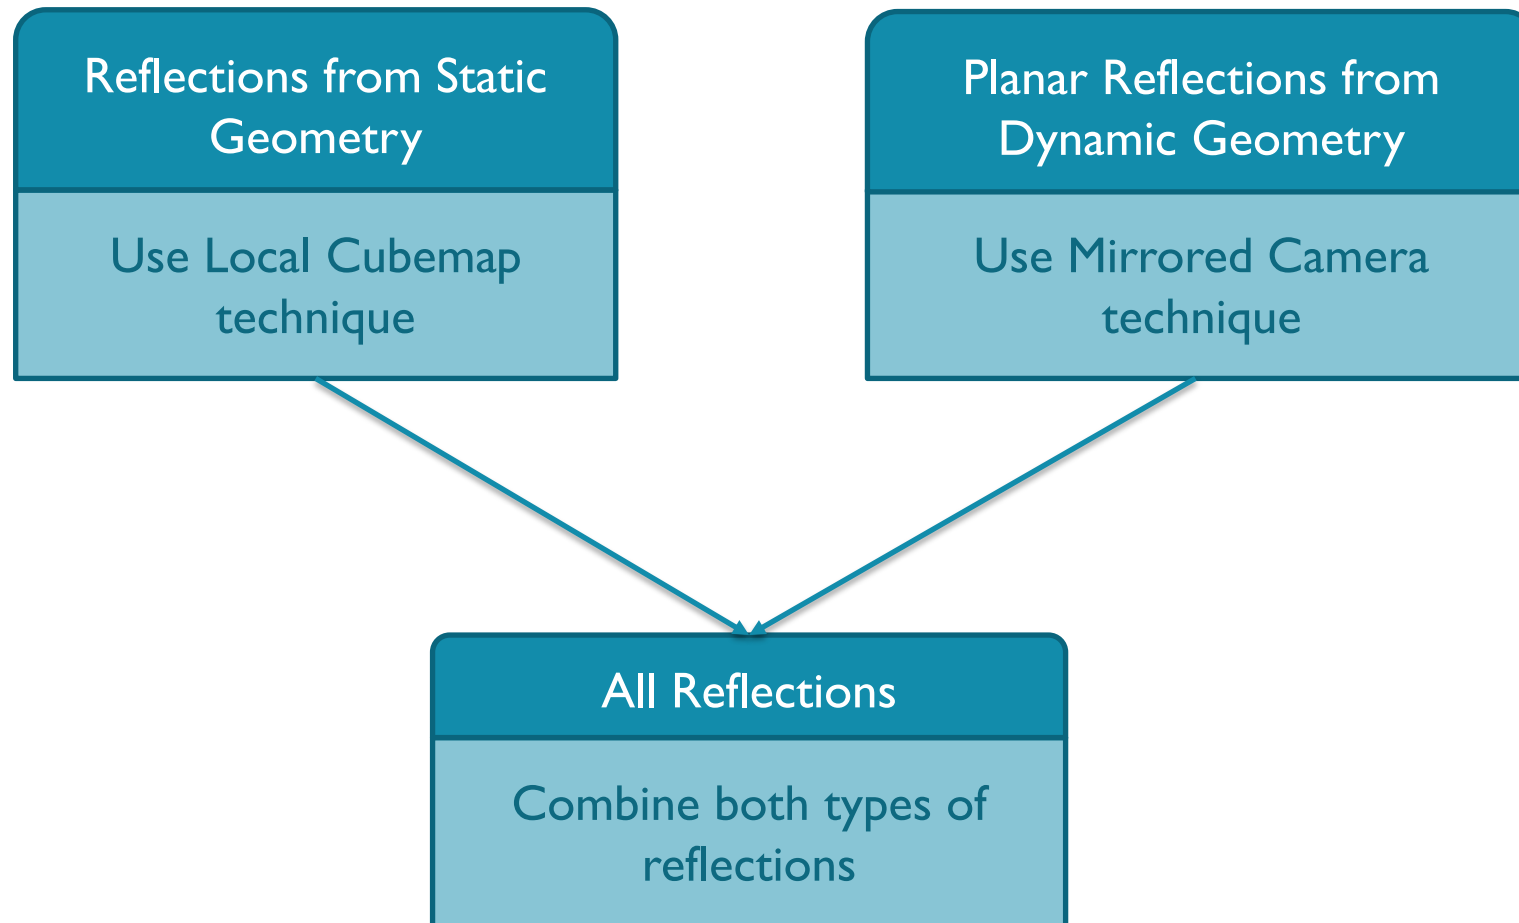 Reflections from Static
Geometry
Use Local Cubemap
technique
Planar Reflections from
Dynamic Geometry
Use Mirrored Camera
technique
All Reflections
Combine both types of
reflections